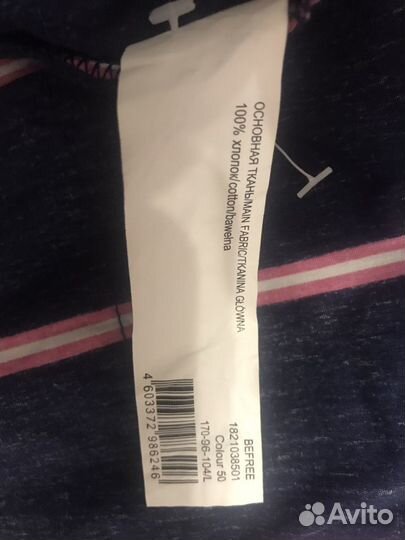 ОСНОВНАЯ ТКАНЬ/MAIN FABRIC/TKANINA GŁÓWNA
100% хлопок/cotton/bawełna
BEFREE
1821038501
Colour 50
170-96-104/L
4 603372 986246
Avito